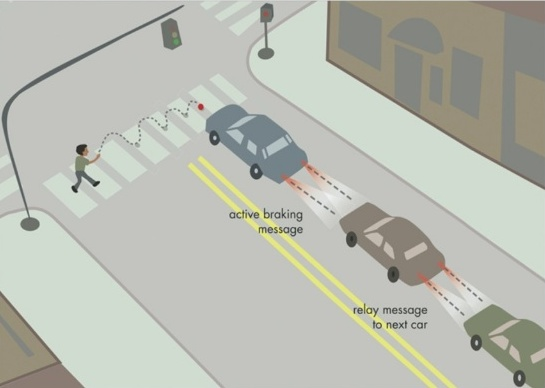 active braking
message
relay message
to next car